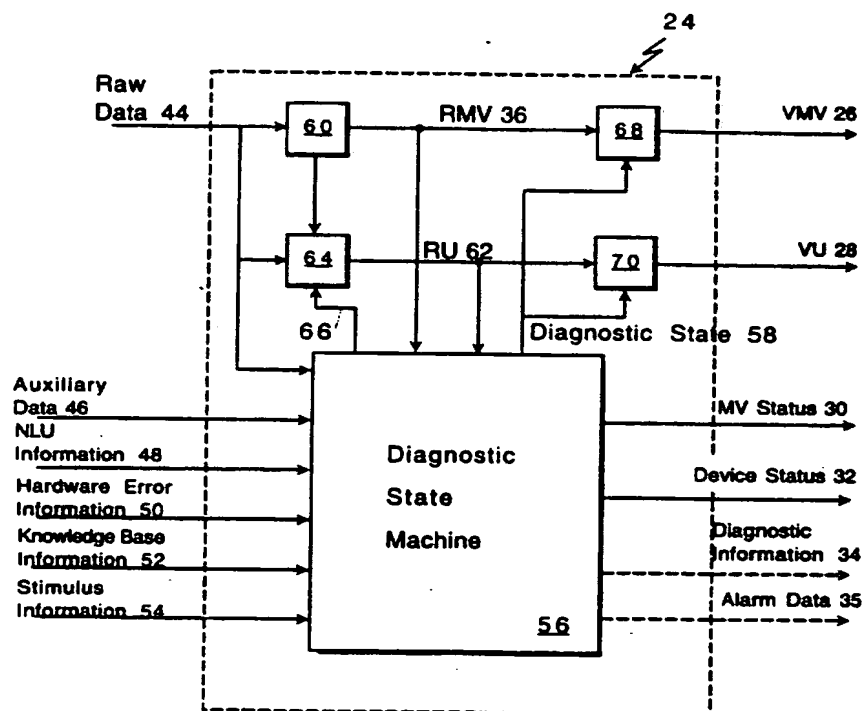 24
Raw
Data 44
60
RMV 36
68
VMV 26
64
RU 62
70
VU 28
66
Diagnostic State 58
Auxiliary
Data 46
NLU
Information 48
Hardware Error
Information 50
Knowledge Base
Information 52
Stimulus
Information 54
Diagnostic
State
Machine
56
MV Status 30
Device Status 32
Diagnostic
Information 34
Alarm Data 35